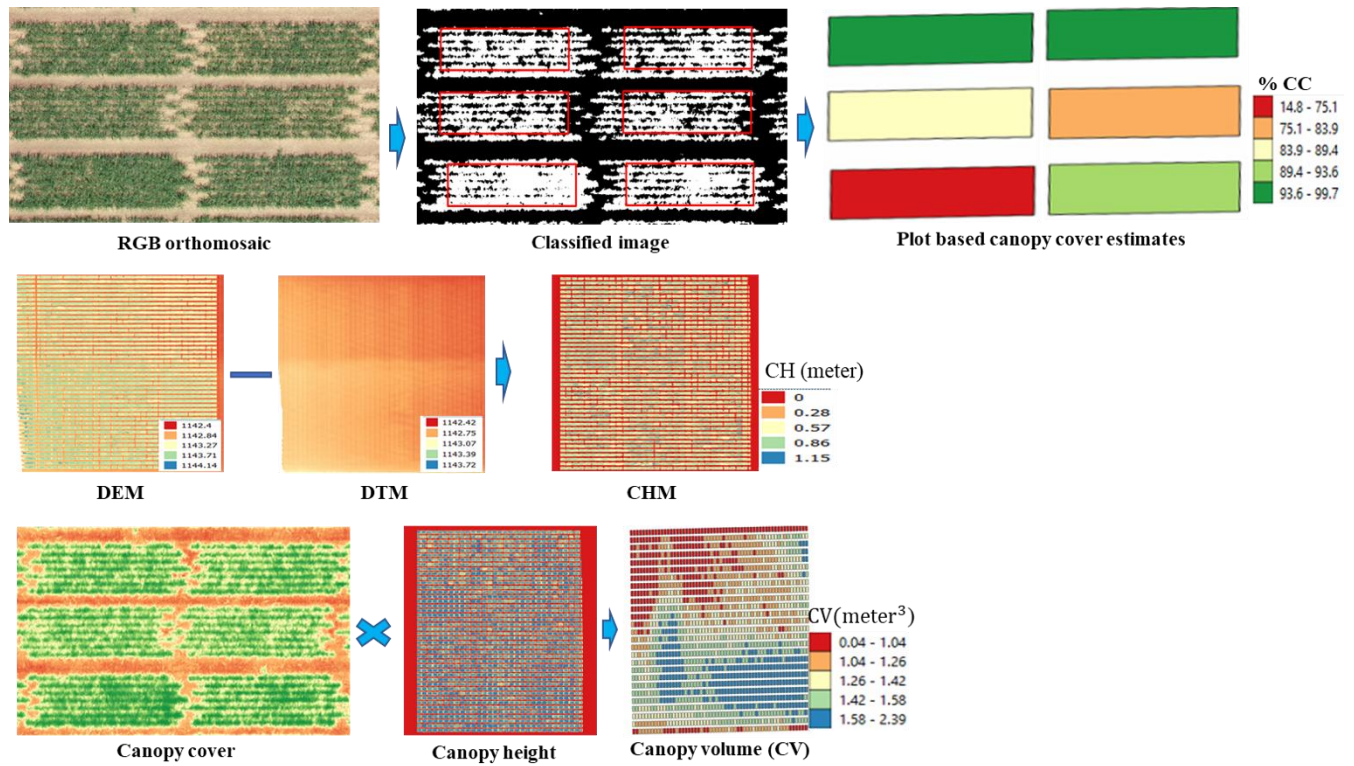 % CC
14.8 - 75.1
75.1 - 83.9
83.9 - 89.4
89.4 - 93.6
93.6 - 99.7
RGB orthomosaic
Classified image
Plot based canopy cover estimates
1142.4
1142.84
1143.27
1143.71
1144.14
1142.42
1142.75
1143.07
1143.39
1143.72
CH (meter)
0
0.28
0.57
0.86
1.15
DEM
DTM
CHM
CV(meter³)
0.04 - 1.04
1.04 - 1.26
1.26 - 1.42
1.42 - 1.58
1.58 - 2.39
Canopy cover
Canopy height
Canopy volume (CV)